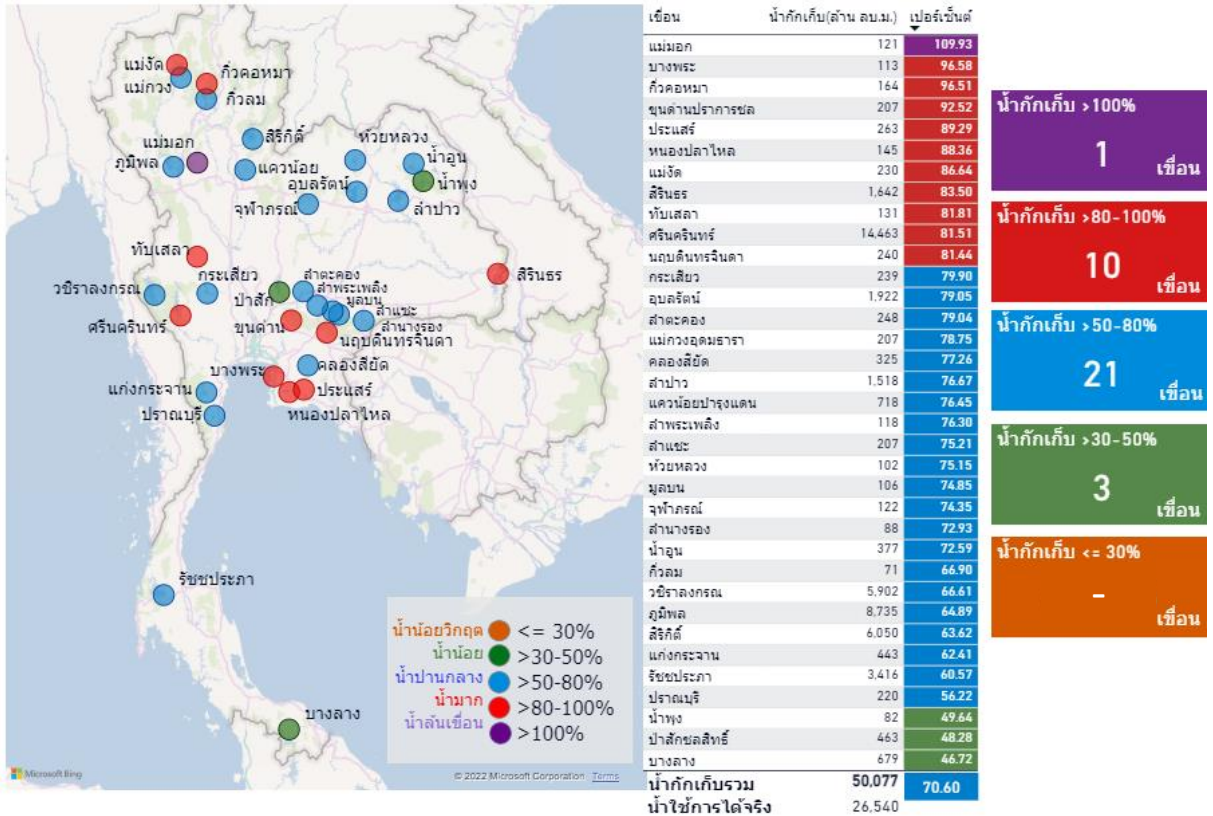 แม่งัด
แม่กวง
กิ่วคอหมา
กิ่วลม
สิริกิติ์
แม่มอก
ภูมิพล
แควน้อย
ห้วยหลวง
น้ำอูน
อุบลรัตน์
น้ำพุง
จุฬาภรณ์
ลำปาว
ทับเสลา
กระเสียว
สิรินธร
วชิราลงกรณ
ป่าสัก
ลำตะคอง
ลำพระเพลิง
มูลบน
ลำแชะ
ลำนางรอง
ศรีนครินทร์
ขุนด่าน
นฤบดินทรจินดา
บางพระ
คลองสียัด
แก่งกระจาน
ประแสร์
ปราณบุรี
หนองปลาไหล
รัชชประภา
บางลาง
น้ำน้อยวิกฤต <= 30%
น้ำน้อย >30-50%
น้ำปานกลาง >50-80%
น้ำมาก >80-100%
น้ำล้นเขื่อน >100%
Microsoft Bing
© 2022 Microsoft Corporation Terms
เขื่อน น้ำกักเก็บ(ล้าน ลบ.ม.) เปอร์เซ็นต์
แม่มอก 121 109.93
บางพระ 113 96.58
กิ่วคอหมา 164 96.51
ขุนด่านปราการชล 207 92.52
ประแสร์ 263 89.29
หนองปลาไหล 145 88.36
แม่งัด 230 86.64
สิรินธร 1,642 83.50
ทับเสลา 131 81.81
ศรีนครินทร์ 14,463 81.51
นฤบดินทรจินดา 240 81.44
กระเสียว 239 79.90
อุบลรัตน์ 1,922 79.05
ลำตะคอง 248 79.04
แม่กวงอุดมธารา 207 78.75
คลองสียัด 325 77.26
ลำปาว 1,518 76.67
แควน้อยบำรุงแดน 718 76.45
ลำพระเพลิง 118 76.30
ลำแชะ 207 75.21
ห้วยหลวง 102 75.15
มูลบน 106 74.85
จุฬาภรณ์ 122 74.35
ลำนางรอง 88 72.93
น้ำอูน 377 72.59
กิ่วลม 71 66.90
วชิราลงกรณ 5,902 66.61
ภูมิพล 8,735 64.89
สิริกิติ์ 6,050 63.62
แก่งกระจาน 443 62.41
รัชชประภา 3,416 60.57
ปราณบุรี 220 56.22
น้ำพุง 82 49.64
ป่าสักชลสิทธิ์ 463 48.28
บางลาง 679 46.72
น้ำกักเก็บรวม 50,077 70.60
น้ำใช้การได้จริง 26,540
น้ำกักเก็บ >100%
1
เขื่อน
น้ำกักเก็บ >80-100%
10
เขื่อน
น้ำกักเก็บ >50-80%
21
เขื่อน
น้ำกักเก็บ >30-50%
3
เขื่อน
น้ำกักเก็บ <= 30%
-
เขื่อน